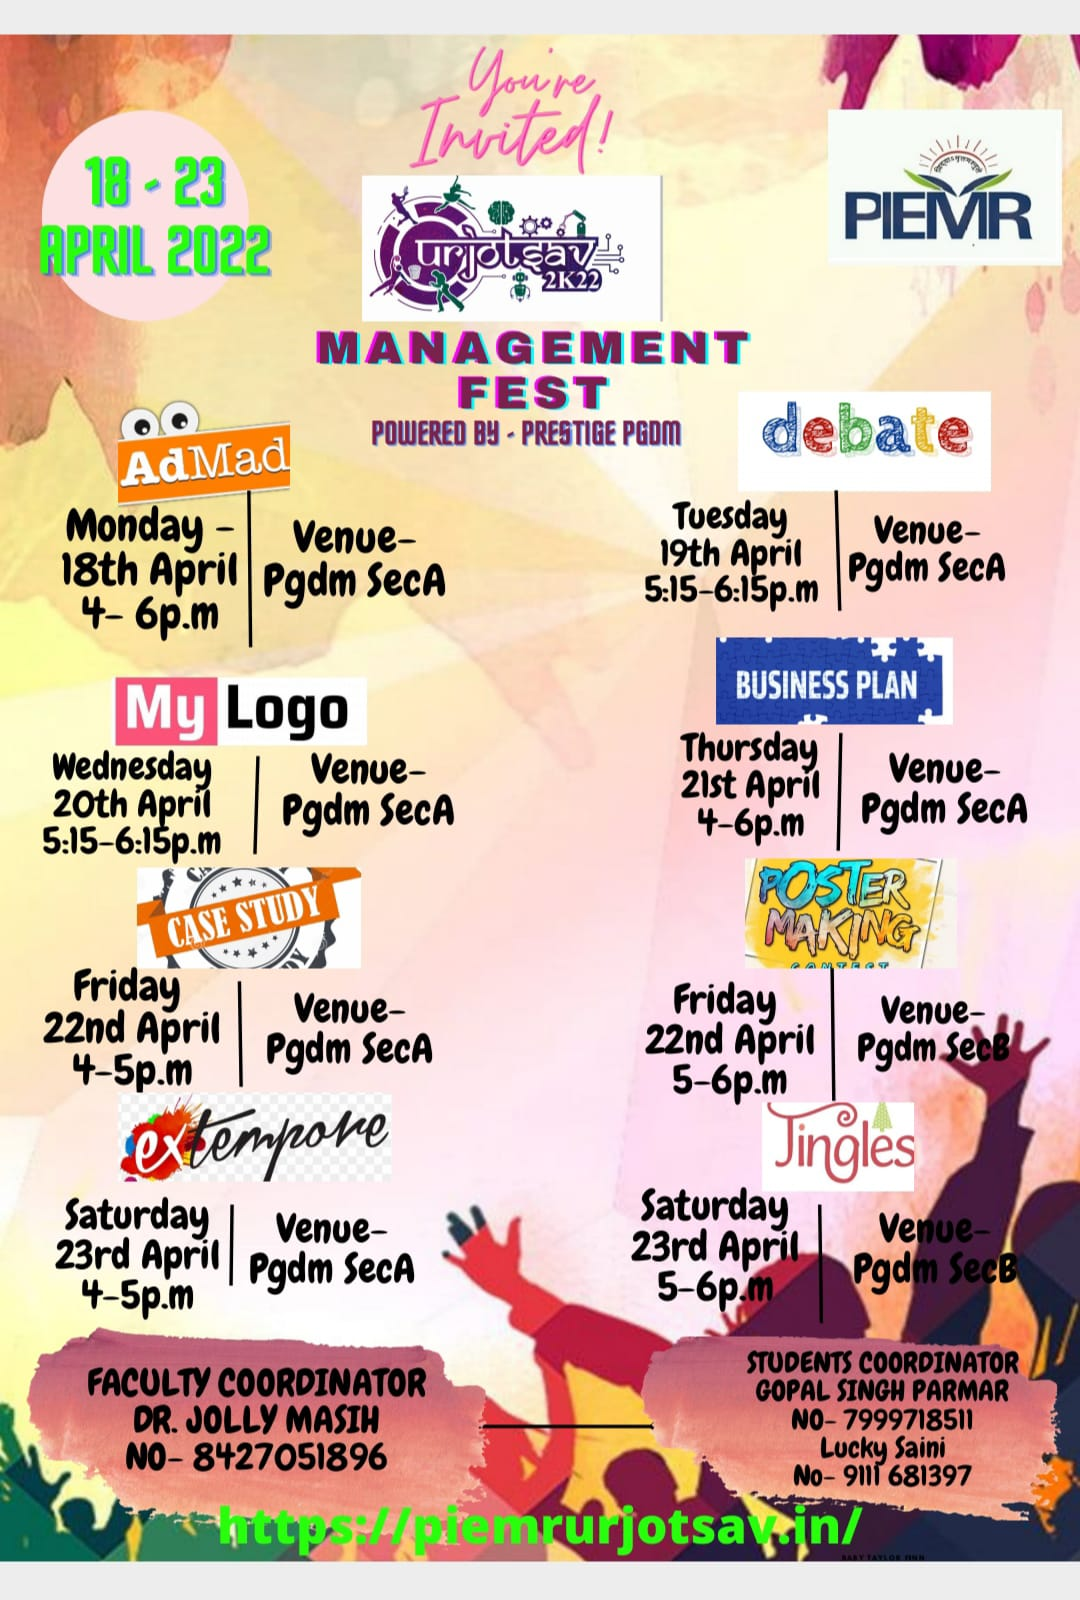 You're
Invited!
18 - 23
APRIL 2022
urjotsav
2K22
PIEMR
MANAGEMENT
FEST
POWERED BY - PRESTIGE PGDM
AdMad
Monday -
18th April
4- 6p.m
Venue-
Pgdm SecA
debate
Tuesday
19th April
5:15-6:15p.m
Venue-
Pgdm SecA
My Logo
Wednesday
20th April
5:15-6:15p.m
Venue-
Pgdm SecA
BUSINESS PLAN
Thursday
21st April
4-6p.m
Venue-
Pgdm SecA
CASE STUDY
Friday
22nd April
4-5p.m
Venue-
Pgdm SecA
POSTER
MAKING
CONTEST
Friday
22nd April
5-6p.m
Venue-
Pgdm SecB
extempore
Saturday
23rd April
4-5p.m
Venue-
Pgdm SecA
Jingles
Saturday
23rd April
5-6p.m
Venue-
Pgdm SecB
FACULTY COORDINATOR
DR. JOLLY MASIH
NO- 8427051896
STUDENTS COORDINATOR
GOPAL SINGH PARMAR
NO- 7999718511
Lucky Saini
No- 9111 681397
https://piemrurjotsav.in/